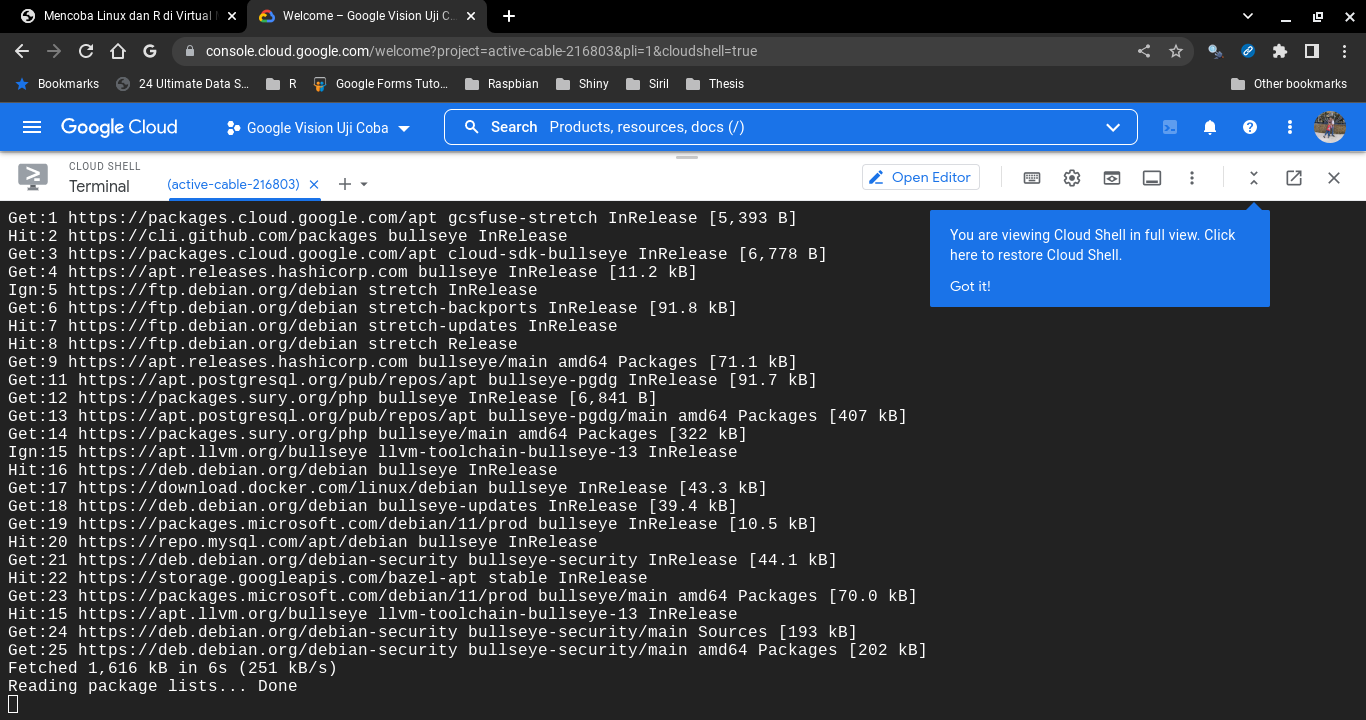 Mencoba Linux dan R di Virtual
Welcome – Google Vision Uji C...
console.cloud.google.com/welcome?project=active-cable-216803&pli=1&cloudshell=true
Bookmarks 24 Ultimate Data S... R Google Forms Tuto... Raspbian Shiny Siril Thesis Other bookmarks
Google Cloud Google Vision Uji Coba Search Products, resources, docs (/)
CLOUD SHELL
Terminal (active-cable-216803) Open Editor
You are viewing Cloud Shell in full view. Click
here to restore Cloud Shell.
Got it!
Get:1 https://packages.cloud.google.com/apt gcsfuse-stretch InRelease [5,393 B]
Hit:2 https://cli.github.com/packages bullseye InRelease
Get:3 https://packages.cloud.google.com/apt cloud-sdk-bullseye InRelease [6,778 B]
Get:4 https://apt.releases.hashicorp.com bullseye InRelease [11.2 kB]
Ign:5 https://ftp.debian.org/debian stretch InRelease
Get:6 https://ftp.debian.org/debian stretch-backports InRelease [91.8 kB]
Hit:7 https://ftp.debian.org/debian stretch-updates InRelease
Hit:8 https://ftp.debian.org/debian stretch Release
Get:9 https://apt.releases.hashicorp.com bullseye/main amd64 Packages [71.1 kB]
Get:11 https://apt.postgresql.org/pub/repos/apt bullseye-pgdg InRelease [91.7 kB]
Get:12 https://packages.sury.org/php bullseye InRelease [6,841 B]
Get:13 https://apt.postgresql.org/pub/repos/apt bullseye-pgdg/main amd64 Packages [407 kB]
Get:14 https://packages.sury.org/php bullseye/main amd64 Packages [322 kB]
Ign:15 https://apt.llvm.org/bullseye llvm-toolchain-bullseye-13 InRelease
Hit:16 https://deb.debian.org/debian bullseye InRelease
Get:17 https://download.docker.com/linux/debian bullseye InRelease [43.3 kB]
Get:18 https://deb.debian.org/debian bullseye-updates InRelease [39.4 kB]
Get:19 https://packages.microsoft.com/debian/11/prod bullseye InRelease [10.5 kB]
Hit:20 https://repo.mysql.com/apt/debian bullseye InRelease
Get:21 https://deb.debian.org/debian-security bullseye-security InRelease [44.1 kB]
Hit:22 https://storage.googleapis.com/bazel-apt stable InRelease
Get:23 https://packages.microsoft.com/debian/11/prod bullseye/main amd64 Packages [70.0 kB]
Hit:15 https://apt.llvm.org/bullseye llvm-toolchain-bullseye-13 InRelease
Get:24 https://deb.debian.org/debian-security bullseye-security/main Sources [193 kB]
Get:25 https://deb.debian.org/debian-security bullseye-security/main amd64 Packages [202 kB]
Fetched 1,616 kB in 6s (251 kB/s)
Reading package lists... Done